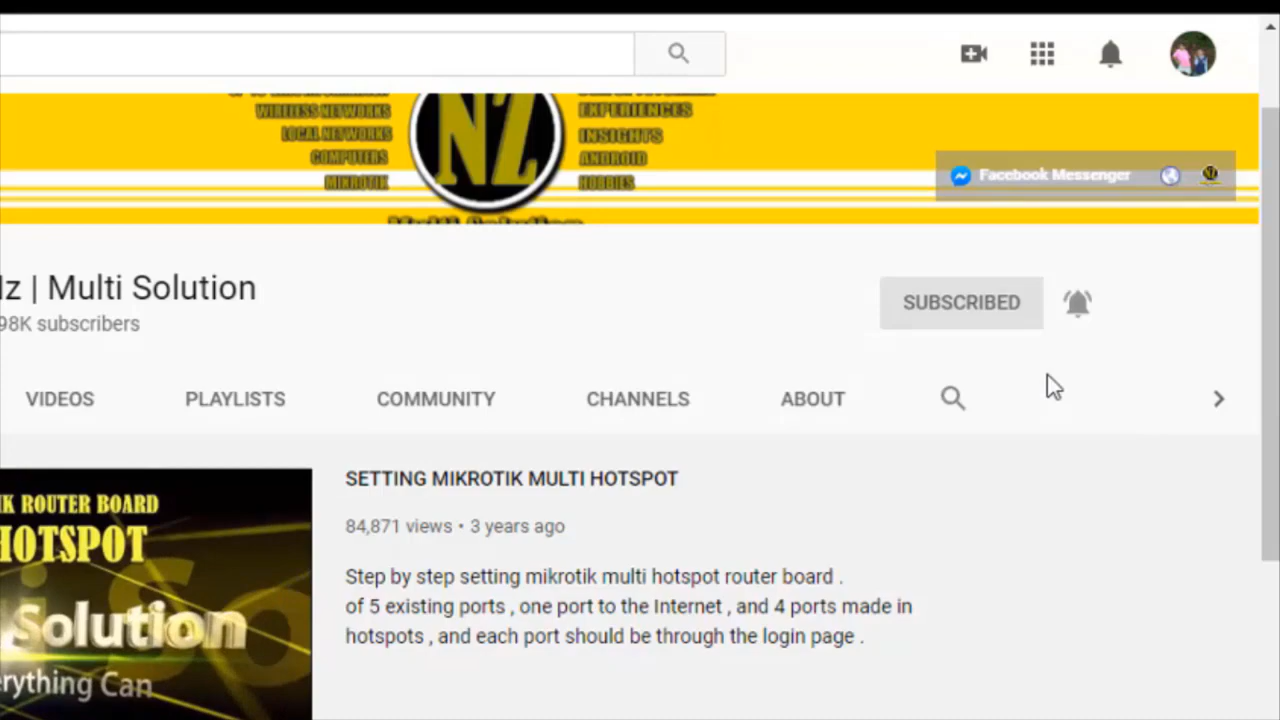 WIRELESS NETWORKS
LOCAL NETWORKS
COMPUTERS
MIKROTIK
NZ
EXPERIENCES
INSIGHTS
ANDROID
HOBBIES
Multi Solution
Facebook Messenger
| Multi Solution
98K subscribers
SUBSCRIBED
VIDEOS
PLAYLISTS
COMMUNITY
CHANNELS
ABOUT
ROUTER BOARD
HOTSPOT
Solution
Can
SETTING MIKROTIK MULTI HOTSPOT
84,871 views • 3 years ago
Step by step setting mikrotik multi hotspot router board .
of 5 existing ports , one port to the Internet , and 4 ports made in
hotspots , and each port should be through the login page .